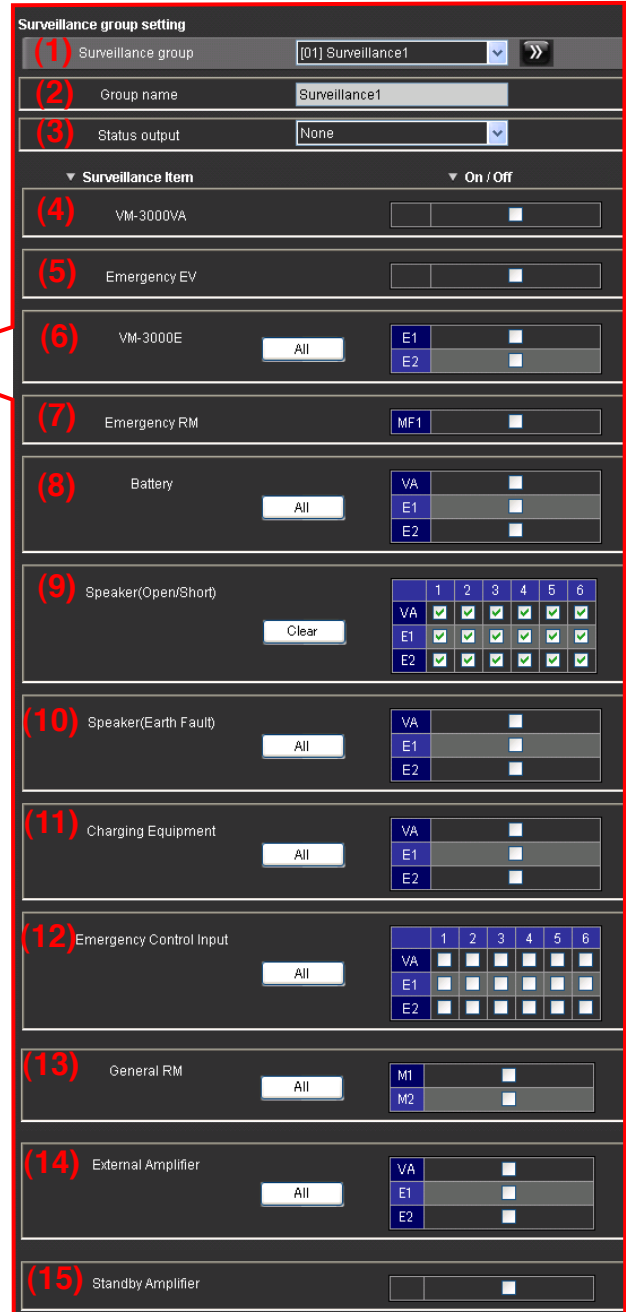 Surveillance group setting
(1) Surveillance group [01] Surveillance1 »
(2) Group name Surveillance1
(3) Status output None
▼ Surveillance Item ▼ On / Off
(4) VM-3000VA
(5) Emergency EV
(6) VM-3000E All E1
E2
(7) Emergency RM MF1
(8) Battery VA
All E1
E2
(9) Speaker(Open/Short) 1 2 3 4 5 6
VA
Clear E1
E2
(10) Speaker(Earth Fault) VA
All E1
E2
(11) Charging Equipment VA
All E1
E2
(12) Emergency Control Input 1 2 3 4 5 6
VA
All E1
E2
(13) General RM M1
All M2
(14) External Amplifier VA
All E1
E2
(15) Standby Amplifier